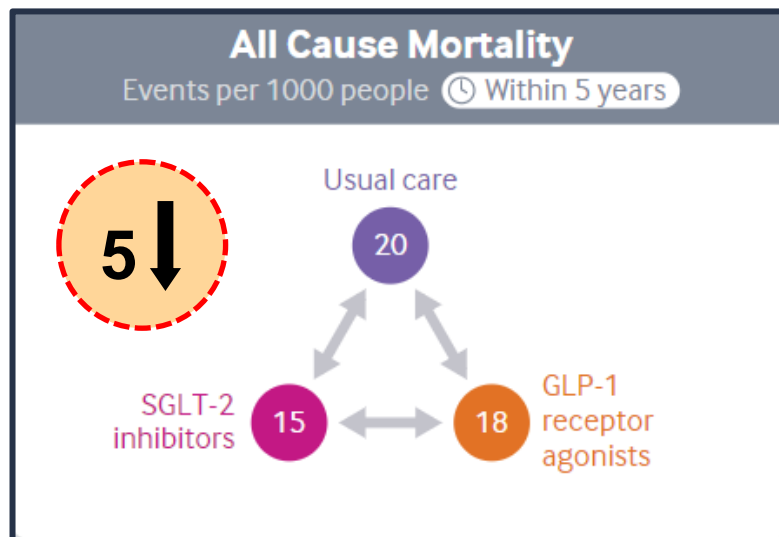 All Cause Mortality
Events per 1000 people Within 5 years
Usual care
5
20
SGLT-2
inhibitors
15
18
GLP-1
receptor
agonists